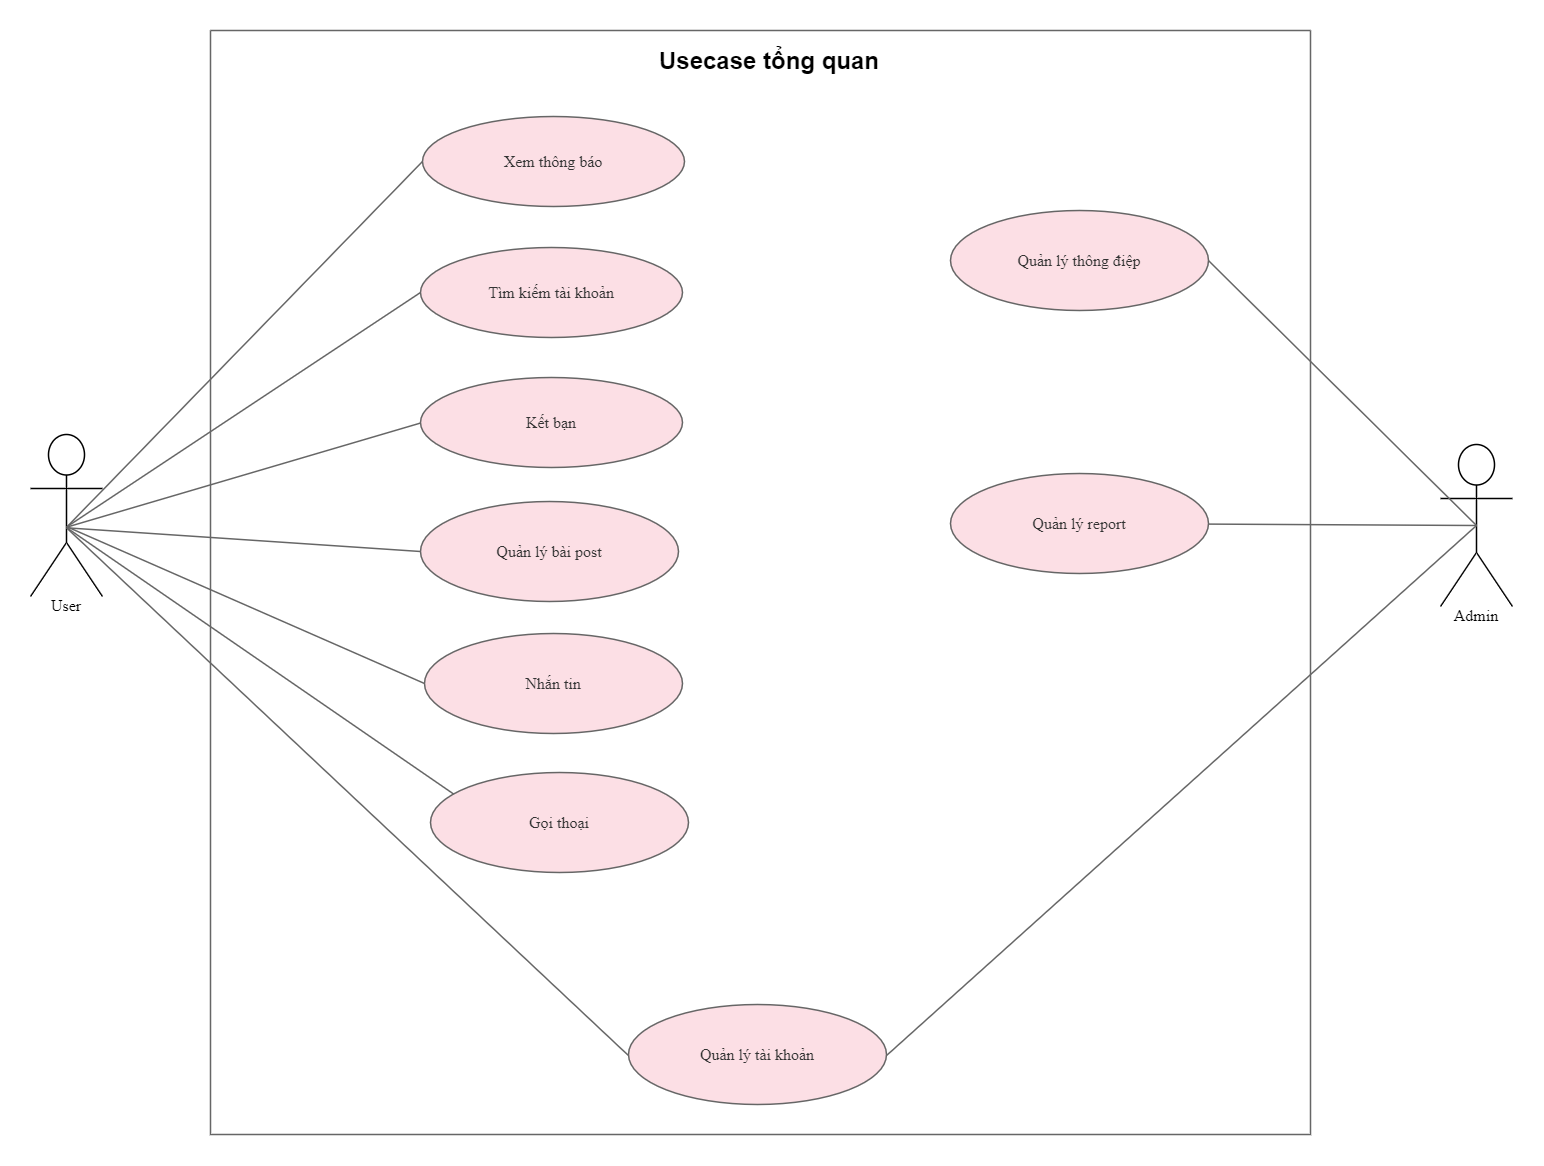 Usecase tổng quan
Xem thông báo
Tìm kiếm tài khoản
Kết bạn
Quản lý bài post
Nhắn tin
Gọi thoại
Quản lý tài khoản
Quản lý thông điệp
Quản lý report
User
Admin